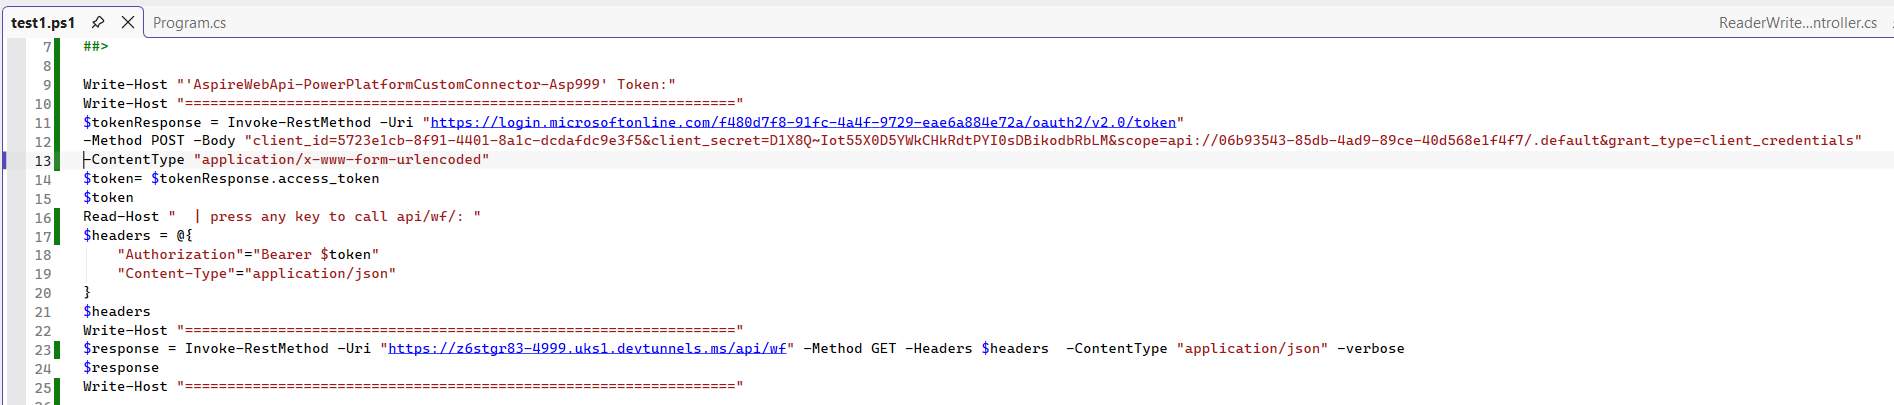 test1.ps1 Program.cs ReaderWrite...ntroller.cs
7 ##>
8
9 Write-Host "'AspireWebApi-PowerPlatformCustomConnector-Asp999' Token:"
10 Write-Host "================================================================="
11 $tokenResponse = Invoke-RestMethod -Uri "https://login.microsoftonline.com/f480d7f8-91fc-4a4f-9729-eae6a884e72a/oauth2/v2.0/token"
12 -Method POST -Body "client_id=5723e1cb-8f91-4401-8a1c-dcdafdc9e3f5&client_secret=D1X8Q~Iot55X0D5YWkCHkRdtPYI0sDBikodbRbLM&scope=api://06b93543-85db-4ad9-89ce-40d568e1f4f7/.default&grant_type=client_credentials"
13 -ContentType "application/x-www-form-urlencoded"
14 $token= $tokenResponse.access_token
15 $token
16 Read-Host "  | press any key to call api/wf/: "
17 $headers = @{
18     "Authorization"="Bearer $token"
19     "Content-Type"="application/json"
20 }
21 $headers
22 Write-Host "================================================================="
23 $response = Invoke-RestMethod -Uri "https://z6stgr83-4999.uks1.devtunnels.ms/api/wf" -Method GET -Headers $headers  -ContentType "application/json" -verbose
24 $response
25 Write-Host "================================================================="